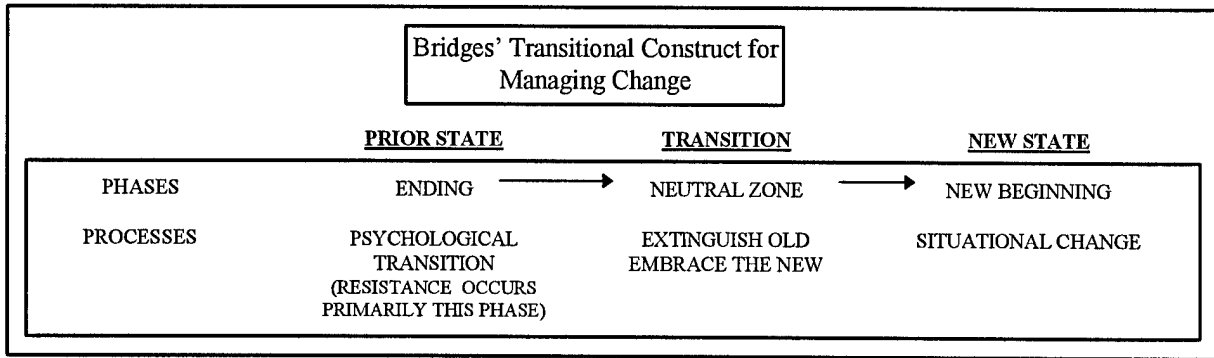 Bridges' Transitional Construct for
Managing Change
PRIOR STATE TRANSITION NEW STATE
PHASES ENDING NEUTRAL ZONE NEW BEGINNING
PROCESSES PSYCHOLOGICAL EXTINGUISH OLD SITUATIONAL CHANGE
TRANSITION EMBRACE THE NEW
(RESISTANCE OCCURS
PRIMARILY THIS PHASE)